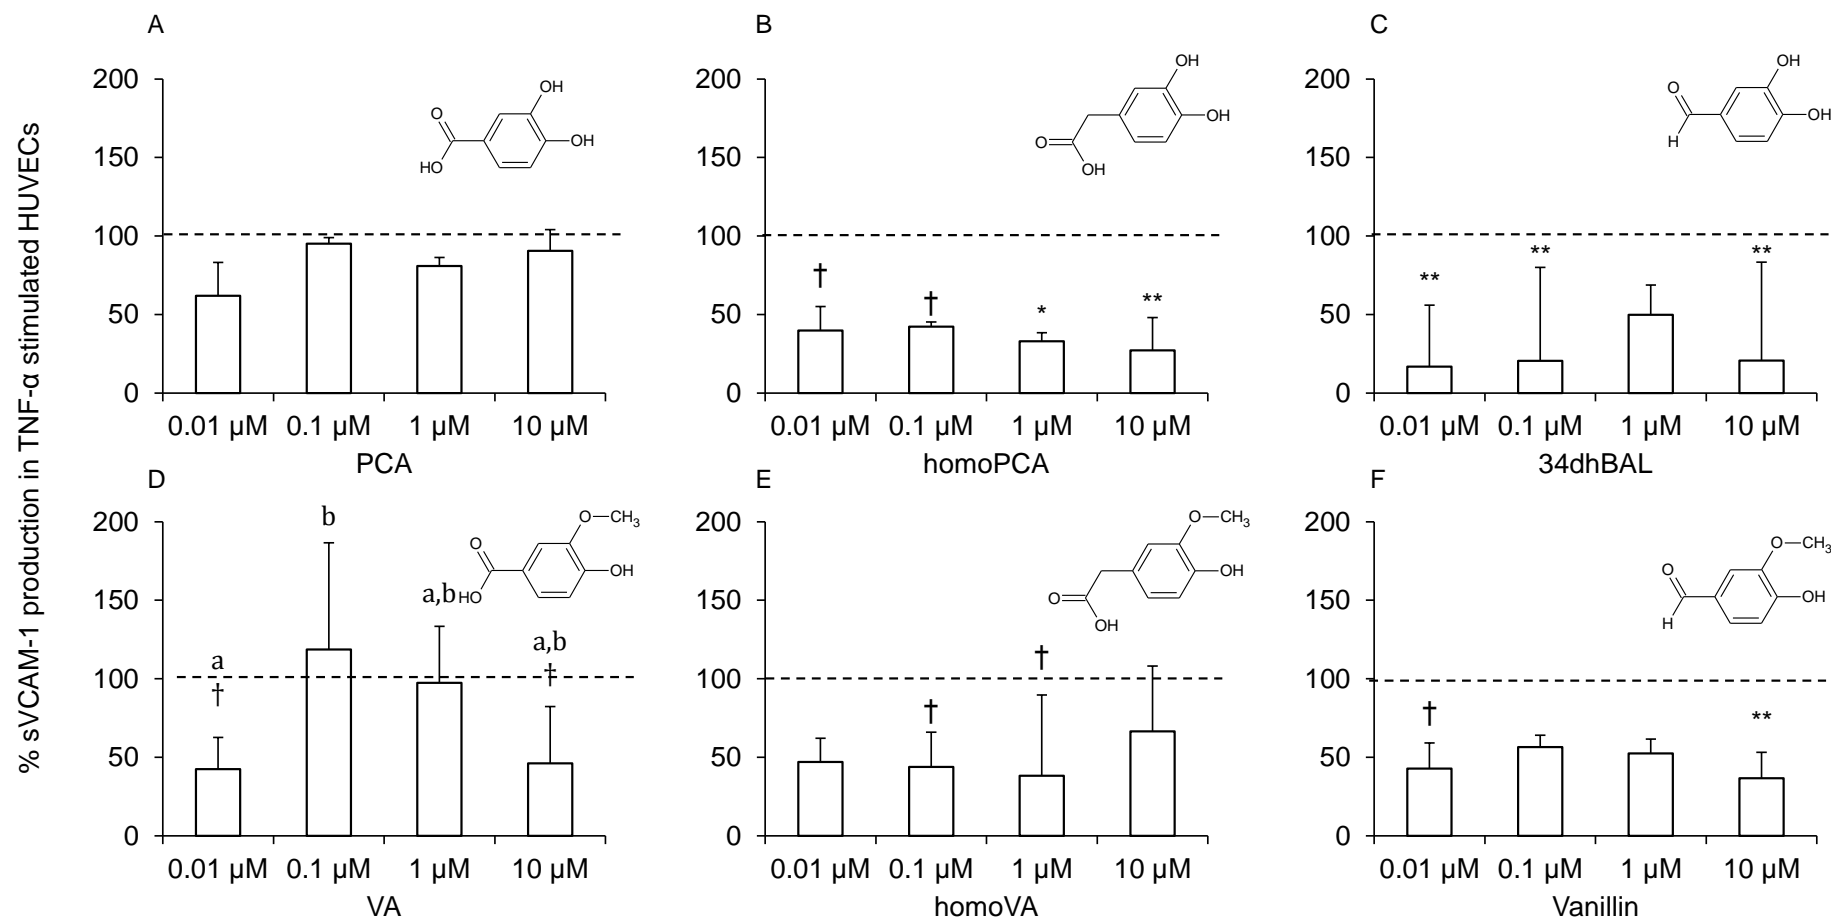 % sVCAM-1 production in TNF-α stimulated HUVECs
A
200
150
100
50
0
O
OH
OH
HO
0.01 µM 0.1 µM 1 µM 10 µM
PCA
B
200
150
100
50
0
OH
OH
O
OH
†
†
*
**
0.01 µM 0.1 µM 1 µM 10 µM
homoPCA
C
200
150
100
50
0
OH
O
OH
H
**
**
**
0.01 µM 0.1 µM 1 µM 10 µM
34dhBAL
D
200
150
100
50
0
O CH3
O
OH
HO
a
†
b
a,b
a,b
†
0.01 µM 0.1 µM 1 µM 10 µM
VA
E
200
150
100
50
0
O CH3
OH
O
OH
†
†
0.01 µM 0.1 µM 1 µM 10 µM
homoVA
F
200
150
100
50
0
O CH3
O
OH
H
†
**
0.01 µM 0.1 µM 1 µM 10 µM
Vanillin